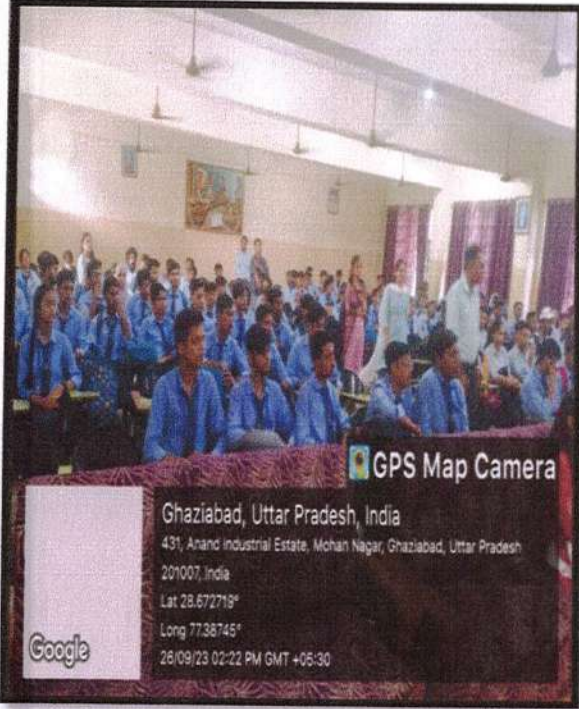 GPS Map Camera
Ghaziabad, Uttar Pradesh, India
431, Anand Industrial Estate, Mohan Nagar, Ghaziabad, Uttar Pradesh
201007, India
Lat 28.672719°
Long 77.38745°
26/09/23 02:22 PM GMT +05:30
Google